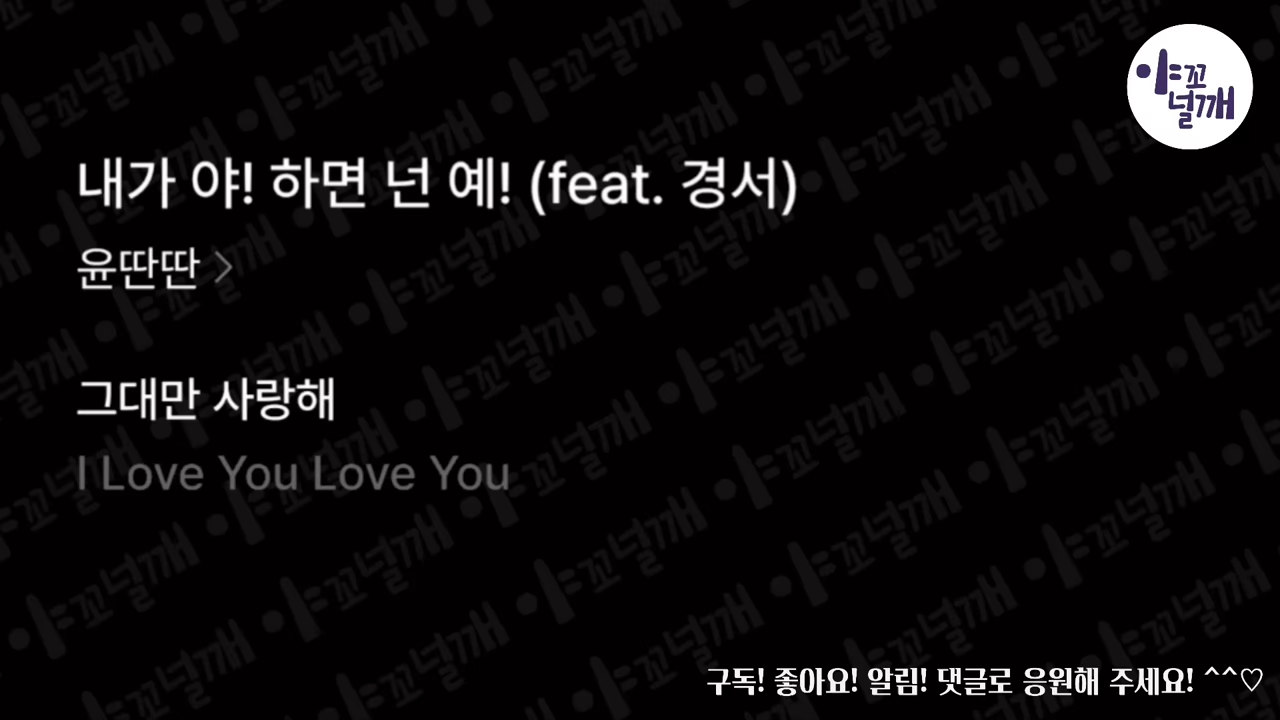 야꼬
널깨
내가 야! 하면 넌 예! (feat. 경서)
윤딴딴 >
그대만 사랑해
I Love You Love You
구독! 좋아요! 알림! 댓글로 응원해 주세요! ^^♡